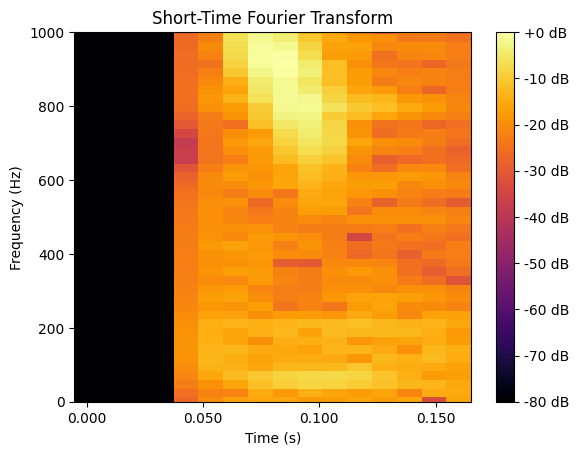 Short-Time Fourier Transform
Frequency (Hz)
1000
800
600
400
200
0
0.000
0.050
0.100
0.150
Time (s)
+0 dB
-10 dB
-20 dB
-30 dB
-40 dB
-50 dB
-60 dB
-70 dB
-80 dB